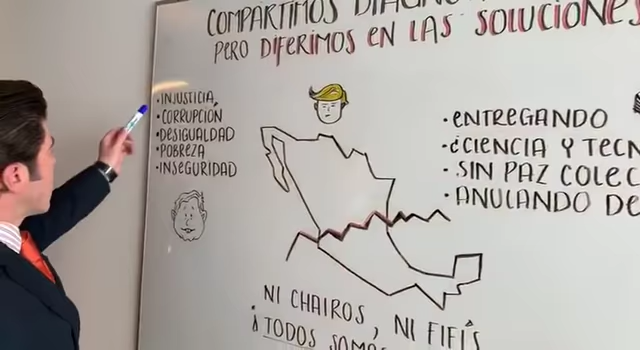 COMPARTIMOS
PERO DIFERIMOS EN LAS SOLUCIONES
•INJUSTICIA,
•CORRUPCIÓN
•DESIGUALDAD
•POBREZA
•INSEGURIDAD
•ENTREGANDO
•¿CIENCIA Y
•SIN PAZ
•ANULANDO
NI CHAIROS, NI FIFÍS
¡TODOS SOMOS